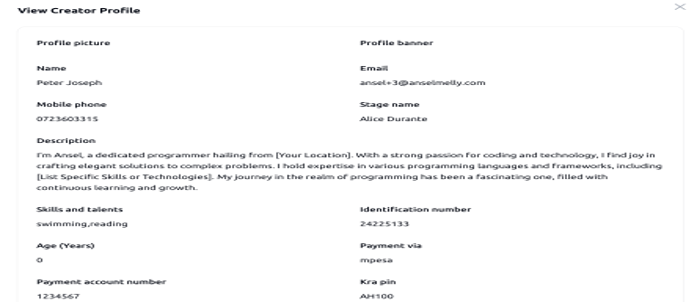 View Creator Profile
Profile picture Profile banner
Name Email
Peter Joseph ansel+3@anselmelly.com
Mobile phone Stage name
0723603315 Alice Durante
Description
I'm Ansel, a dedicated programmer hailing from [Your Location]. With a strong passion for coding and technology, I find joy in
crafting elegant solutions to complex problems. I hold expertise in various programming languages and frameworks, including
[List Specific Skills or Technologies]. My journey in the realm of programming has been a fascinating one, filled with
continuous learning and growth.
Skills and talents Identification number
swimming,reading 24225133
Age (Years) Payment via
0 mpesa
Payment account number Kra pin
1234567 AH100